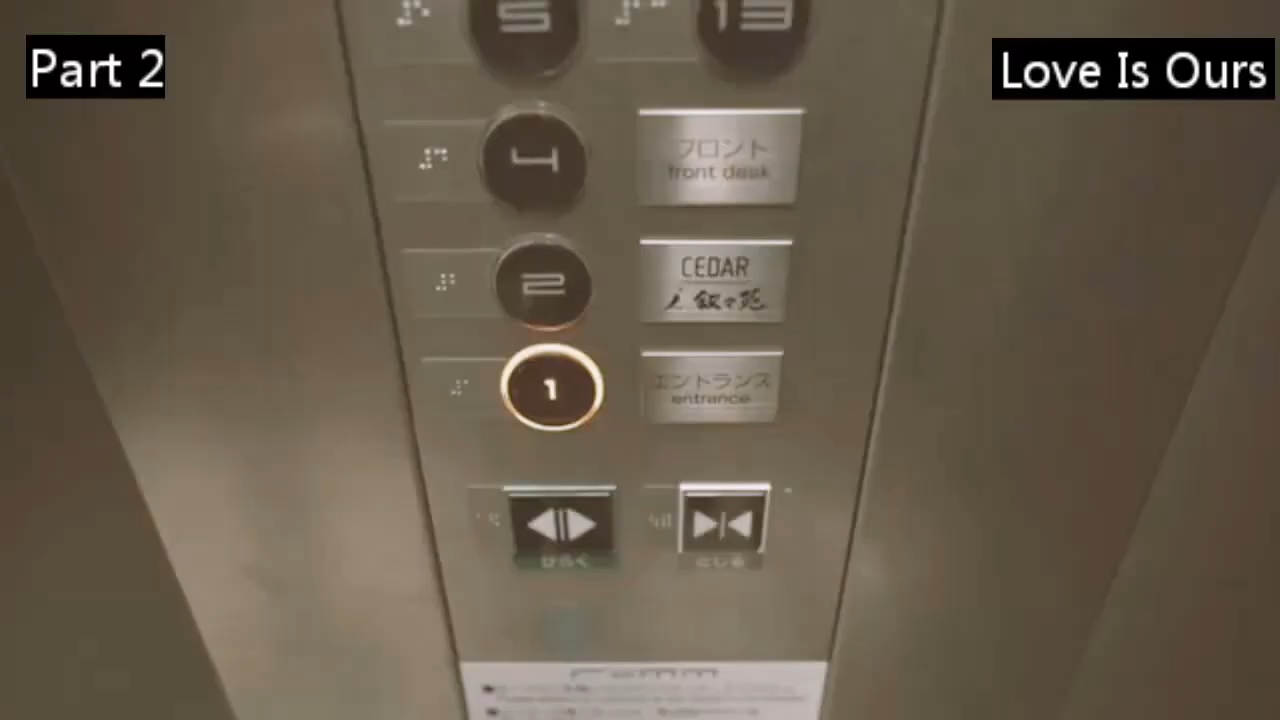 Part 2
Love Is Ours
5
13
4
フロント
front desk
2
CEDAR
1
エントランス
entrance
ひらく
とじる
remm